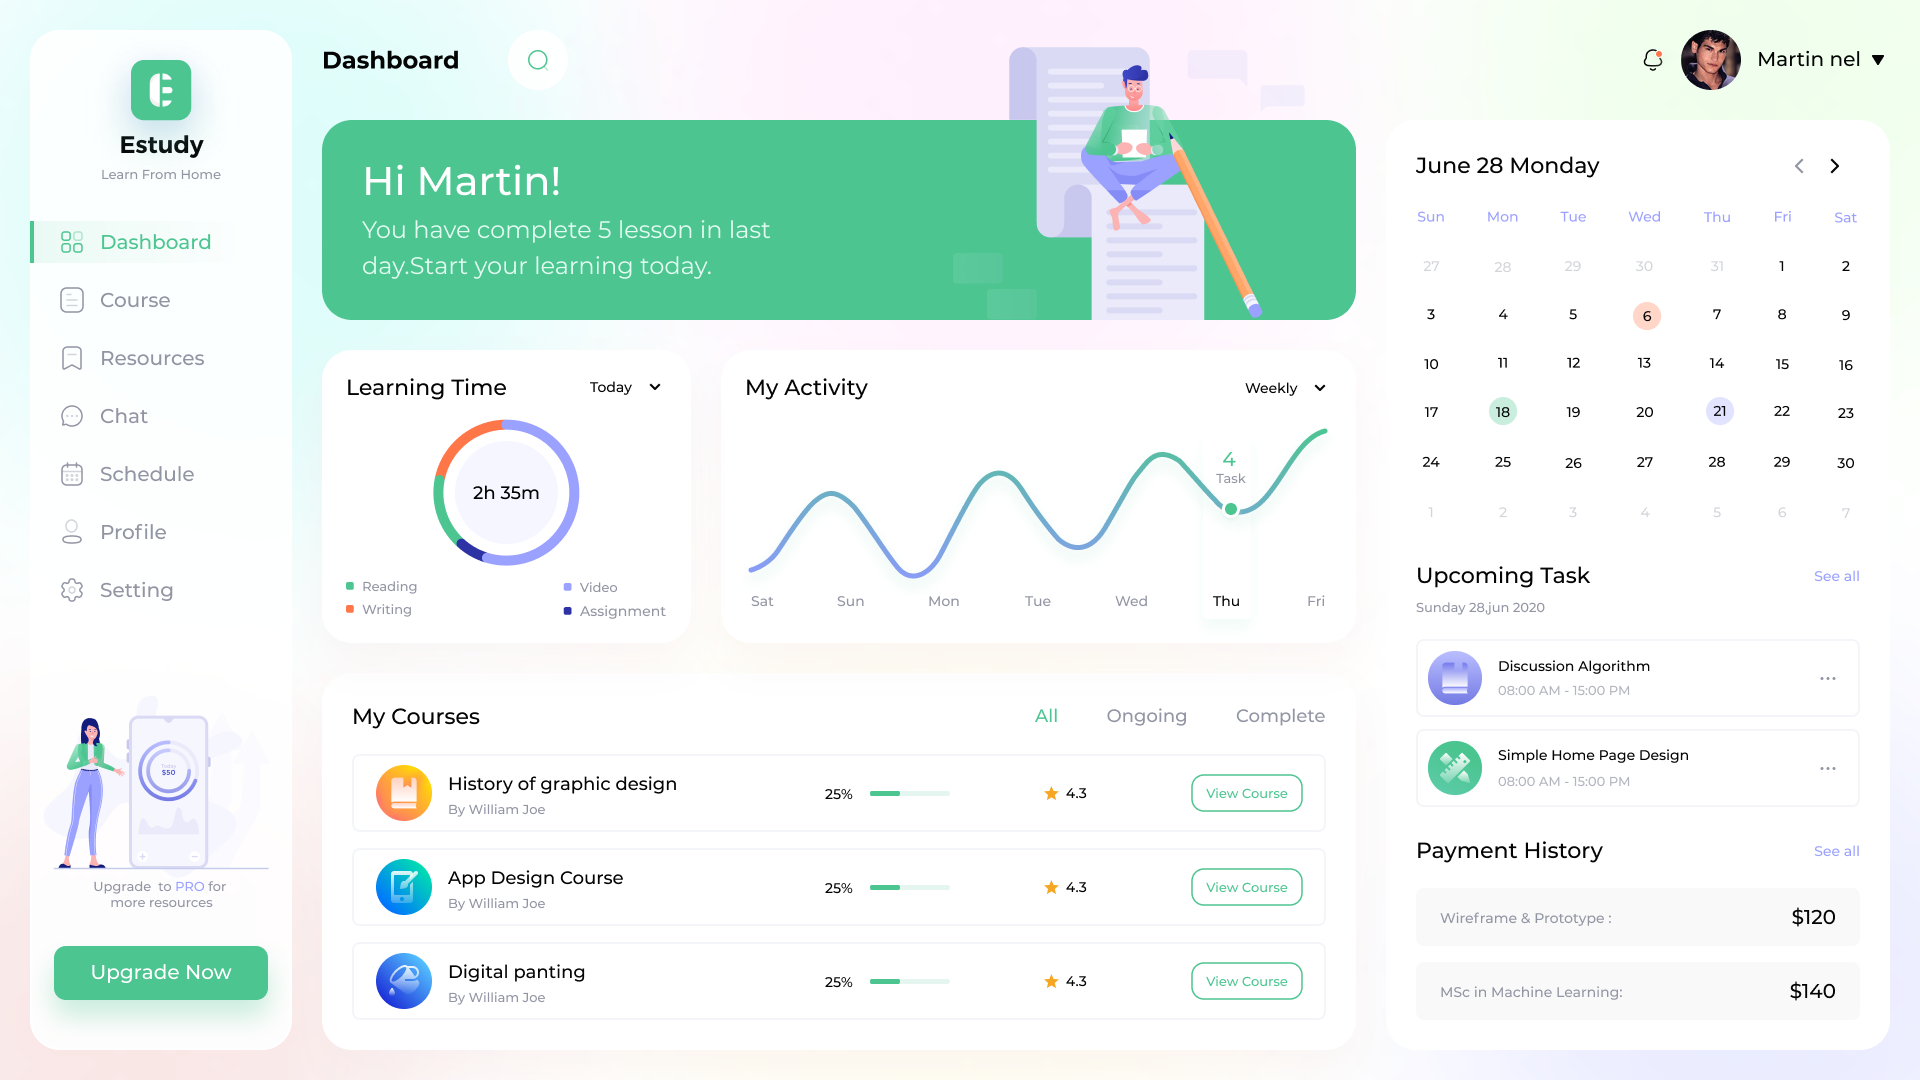 Estudy
Learn From Home
Dashboard
Course
Resources
Chat
Schedule
Profile
Setting
Today
$50
Upgrade to PRO for
more resources
Upgrade Now
Dashboard
Hi Martin!
You have complete 5 lesson in last
day.Start your learning today.
Learning Time
Today
2h 35m
Reading
Video
Writing
Assignment
My Activity
Weekly
4
Task
Sat Sun Mon Tue Wed Thu Fri
My Courses
All Ongoing Complete
History of graphic design
By William Joe
25%
4.3
View Course
App Design Course
By William Joe
25%
4.3
View Course
Digital panting
By William Joe
25%
4.3
View Course
Martin nel
June 28 Monday
Sun Mon Tue Wed Thu Fri Sat
27 28 29 30 31 1 2
3 4 5 6 7 8 9
10 11 12 13 14 15 16
17 18 19 20 21 22 23
24 25 26 27 28 29 30
1 2 3 4 5 6 7
Upcoming Task
See all
Sunday 28,jun 2020
Discussion Algorithm
08:00 AM - 15:00 PM
Simple Home Page Design
08:00 AM - 15:00 PM
Payment History
See all
Wireframe & Prototype :
$120
MSc in Machine Learning:
$140